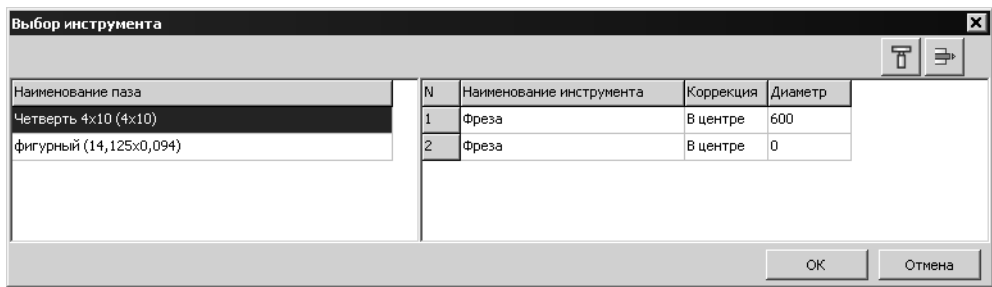 Выбор инструмента
Наименование паза
Четверть 4x10 (4x10)
фигурный (14,125x0,094)
N Наименование инструмента Коррекция Диаметр
1 Фреза В центре 600
2 Фреза В центре 0
OK Отмена